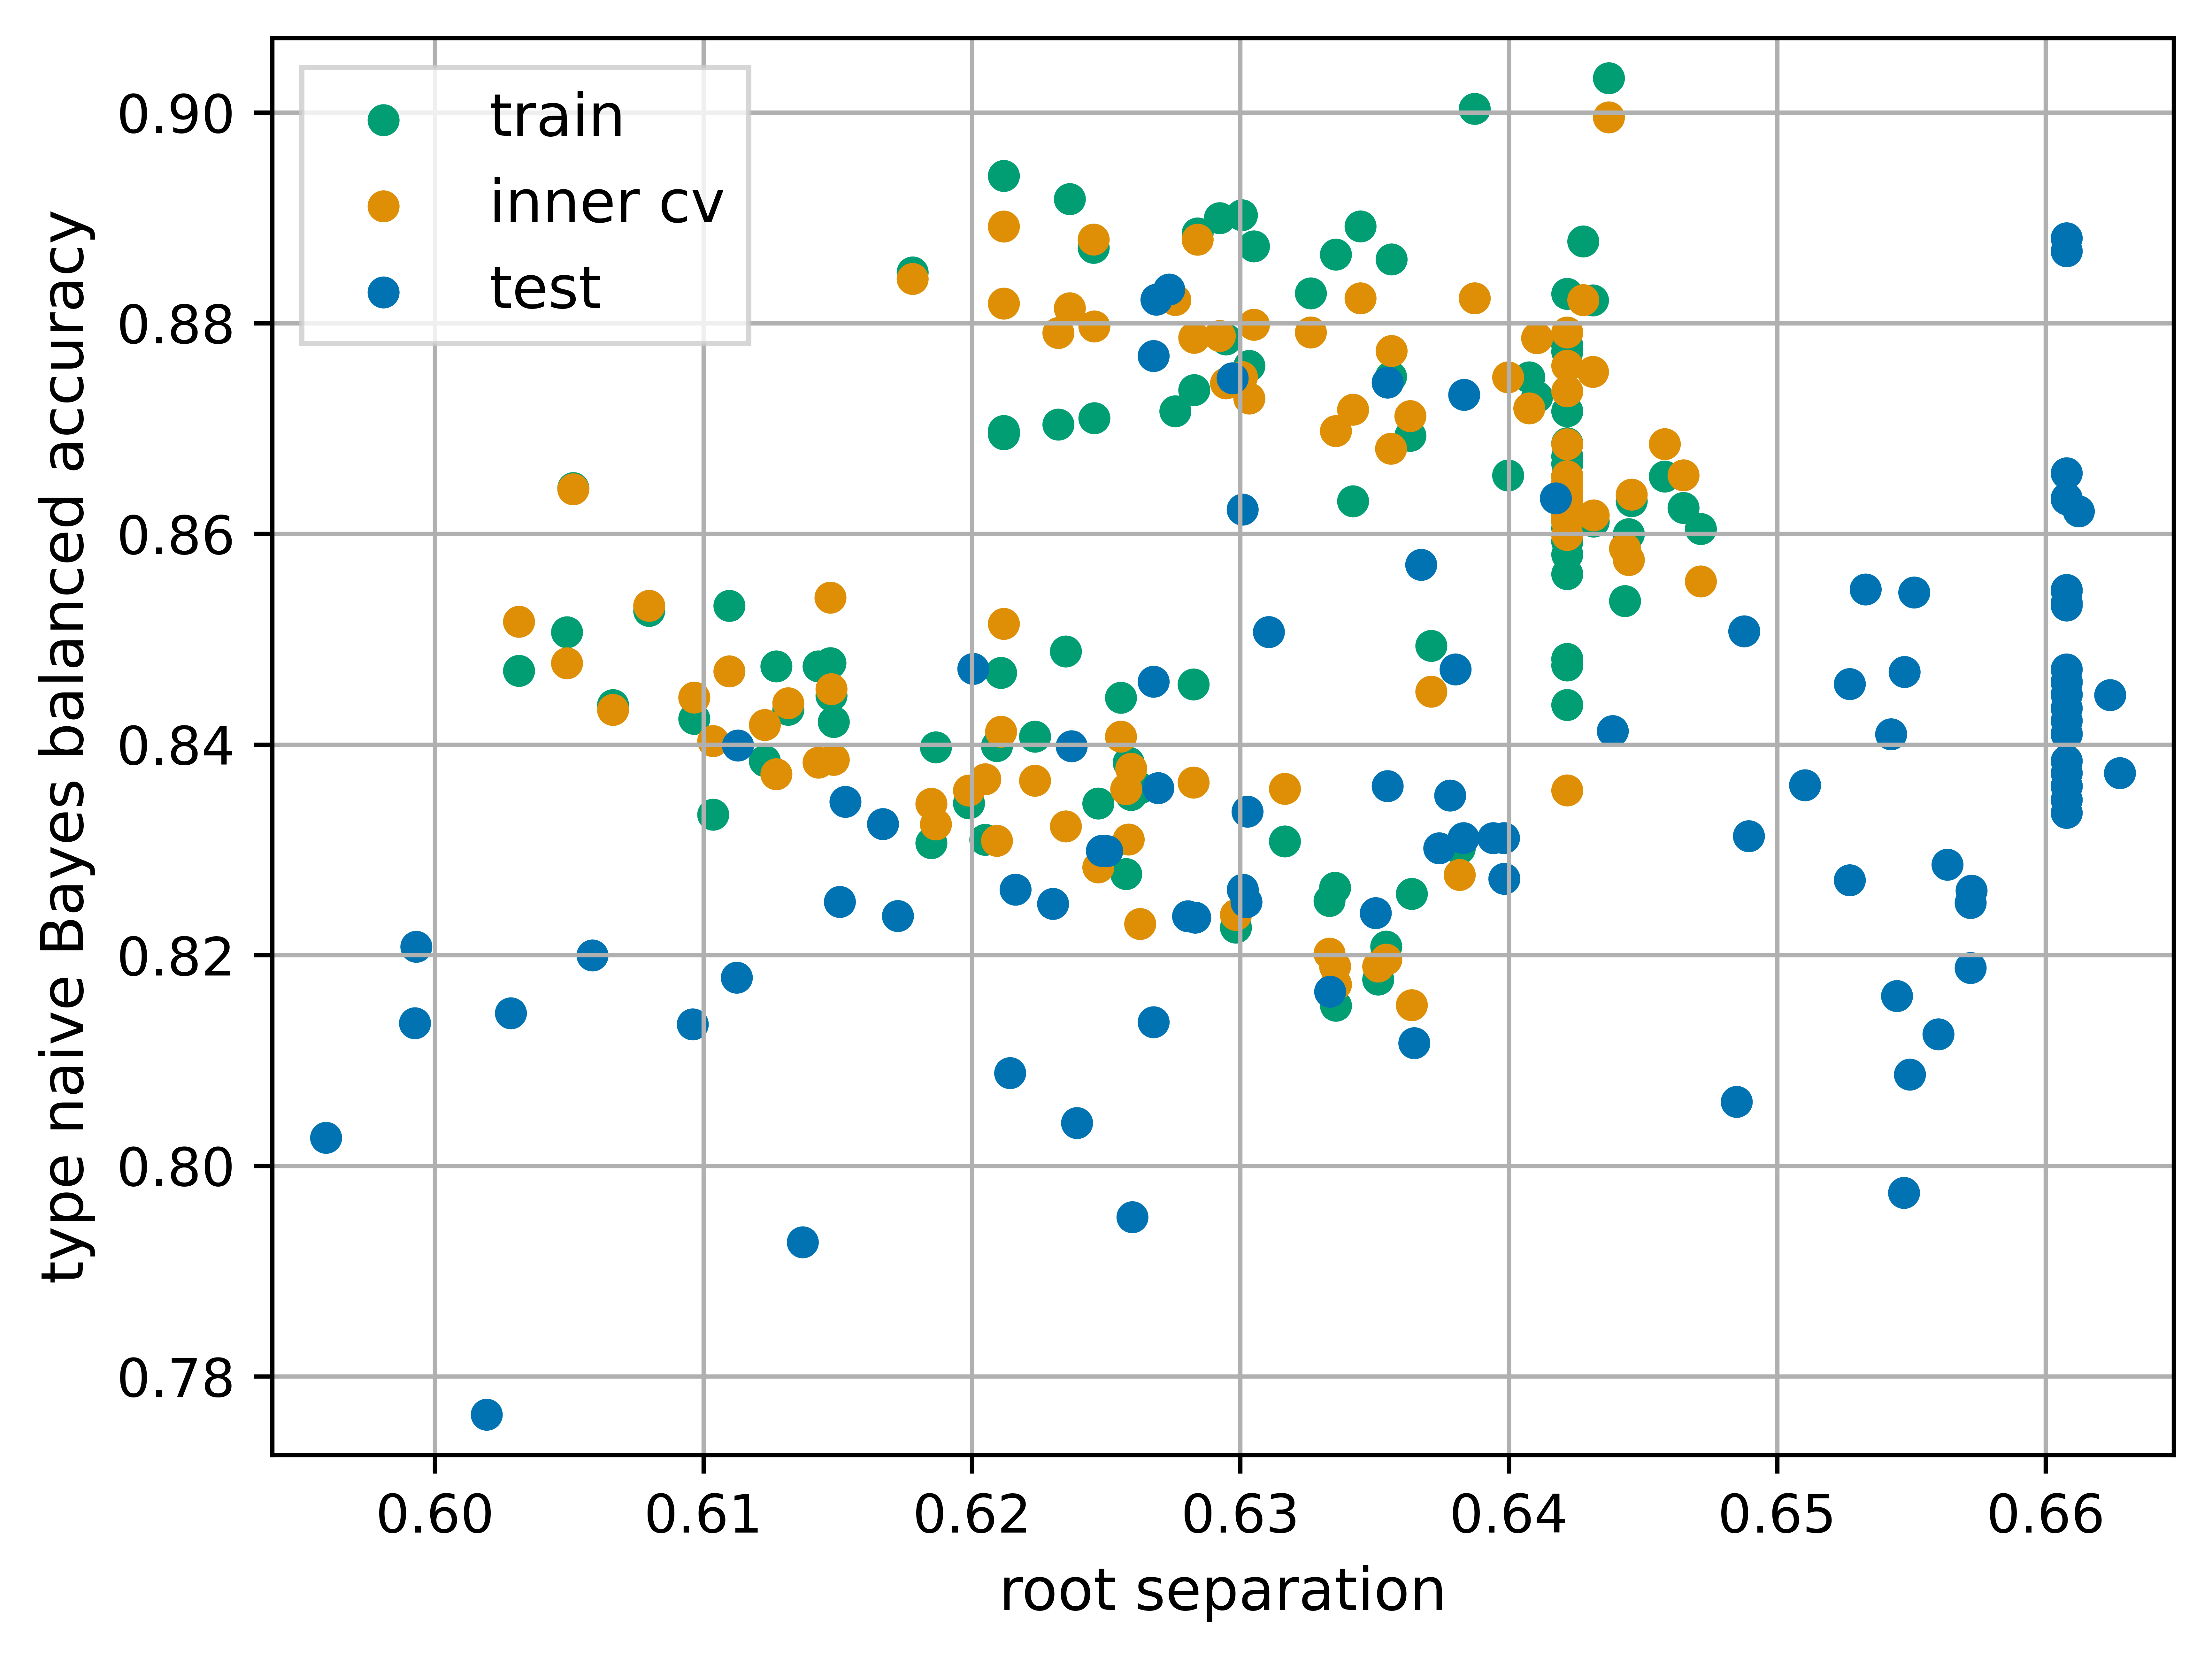 train
inner cv
test
0.90
0.88
0.86
0.84
0.82
0.80
0.78
type naive Bayes balanced accuracy
0.60 0.61 0.62 0.63 0.64 0.65 0.66
root separation